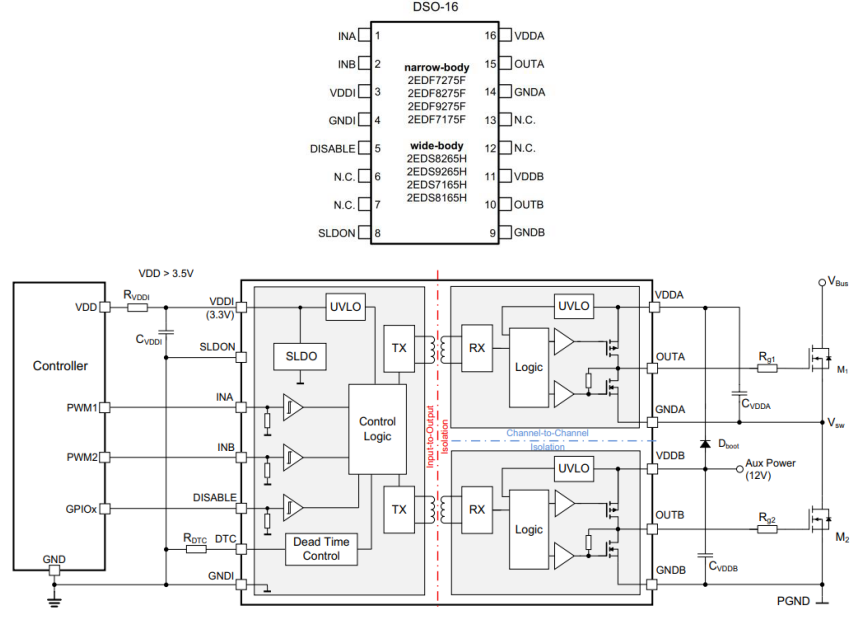 DSO-16
INA 1 16 VDDA
INB 2 narrow-body 15 OUTA
2EDF7275F
VDDI 3 2EDF8275F 14 GNDA
2EDF9275F
GNDI 4 2EDF7175F 13 N.C.
DISABLE 5 wide-body 12 N.C.
2EDS8265H
N.C. 6 2EDS9265H 11 VDDB
2EDS7165H
N.C. 7 2EDS8165H 10 OUTB
SLDON 8 9 GNDB
VDD > 3.5V
VDD RVDDI VDDI UVLO UVLO VDDA VBus
(3.3V)
CVDDI
SLDON SLDO TX RX Logic OUTA Rg1 M1
Controller
PWM1 INA Control Logic GNDA CVDDA Vsw
Input-to-Output Isolation
Channel-to-Channel Isolation
Dboot
PWM2 INB VDDB Aux Power
(12V)
UVLO
GPIOx DISABLE TX RX Logic OUTB Rg2 M2
RDTC DTC Dead Time Control
GND GNDI GNDB CVDDB
PGND